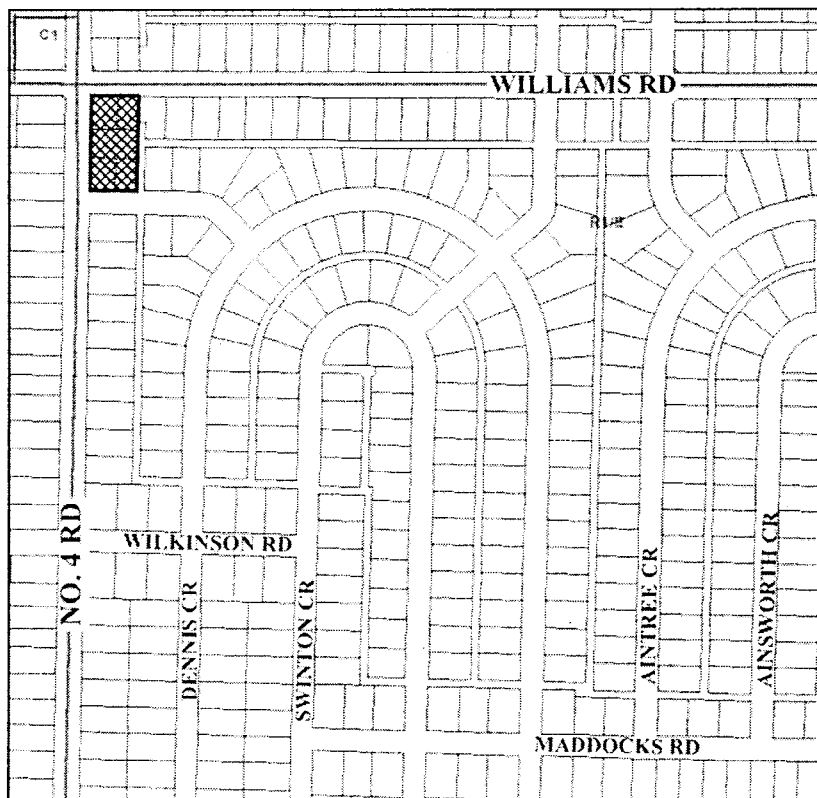 C1
WILLIAMS RD
NO. 4 RD
WILKINSON RD
DENNIS CR
SWINTON CR
AINTREE CR
AINSWORTH CR
MADDOCKS RD